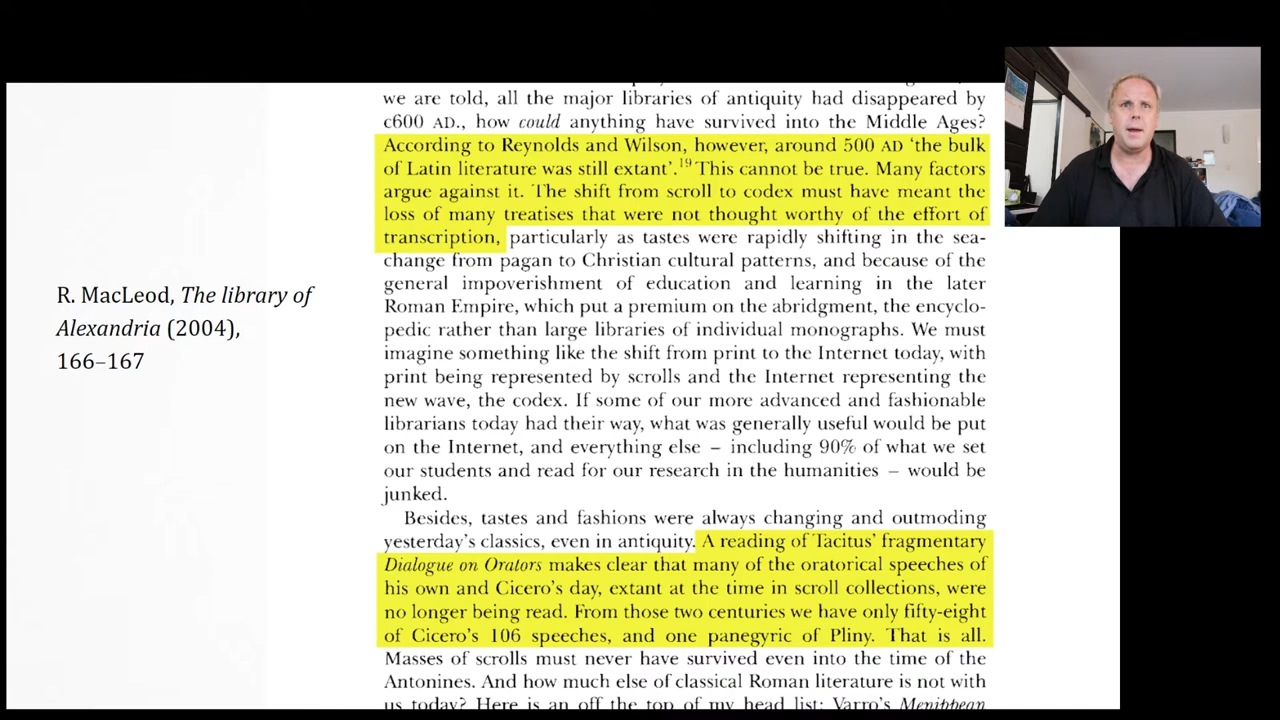 we are told, all the major libraries of antiquity had disappeared by
c600 AD., how could anything have survived into the Middle Ages?
According to Reynolds and Wilson, however, around 500 AD ‘the bulk
of Latin literature was still extant’.19 This cannot be true. Many factors
argue against it. The shift from scroll to codex must have meant the
loss of many treatises that were not thought worthy of the effort of
transcription, particularly as tastes were rapidly shifting in the sea-
change from pagan to Christian cultural patterns, and because of the
general impoverishment of education and learning in the later
Roman Empire, which put a premium on the abridgment, the encyclo-
pedic rather than large libraries of individual monographs. We must
imagine something like the shift from print to the Internet today, with
print being represented by scrolls and the Internet representing the
new wave, the codex. If some of our more advanced and fashionable
librarians today had their way, what was generally useful would be put
on the Internet, and everything else – including 90% of what we set
our students and read for our research in the humanities – would be
junked.
Besides, tastes and fashions were always changing and outmoding
yesterday’s classics, even in antiquity. A reading of Tacitus’ fragmentary
Dialogue on Orators makes clear that many of the oratorical speeches of
his own and Cicero’s day, extant at the time in scroll collections, were
no longer being read. From those two centuries we have only fifty-eight
of Cicero’s 106 speeches, and one panegyric of Pliny. That is all.
Masses of scrolls must never have survived even into the time of the
Antonines. And how much else of classical Roman literature is not with
us today? Here is an off the top of my head list: Varro’s Menippean
R. MacLeod, The library of
Alexandria (2004),
166–167